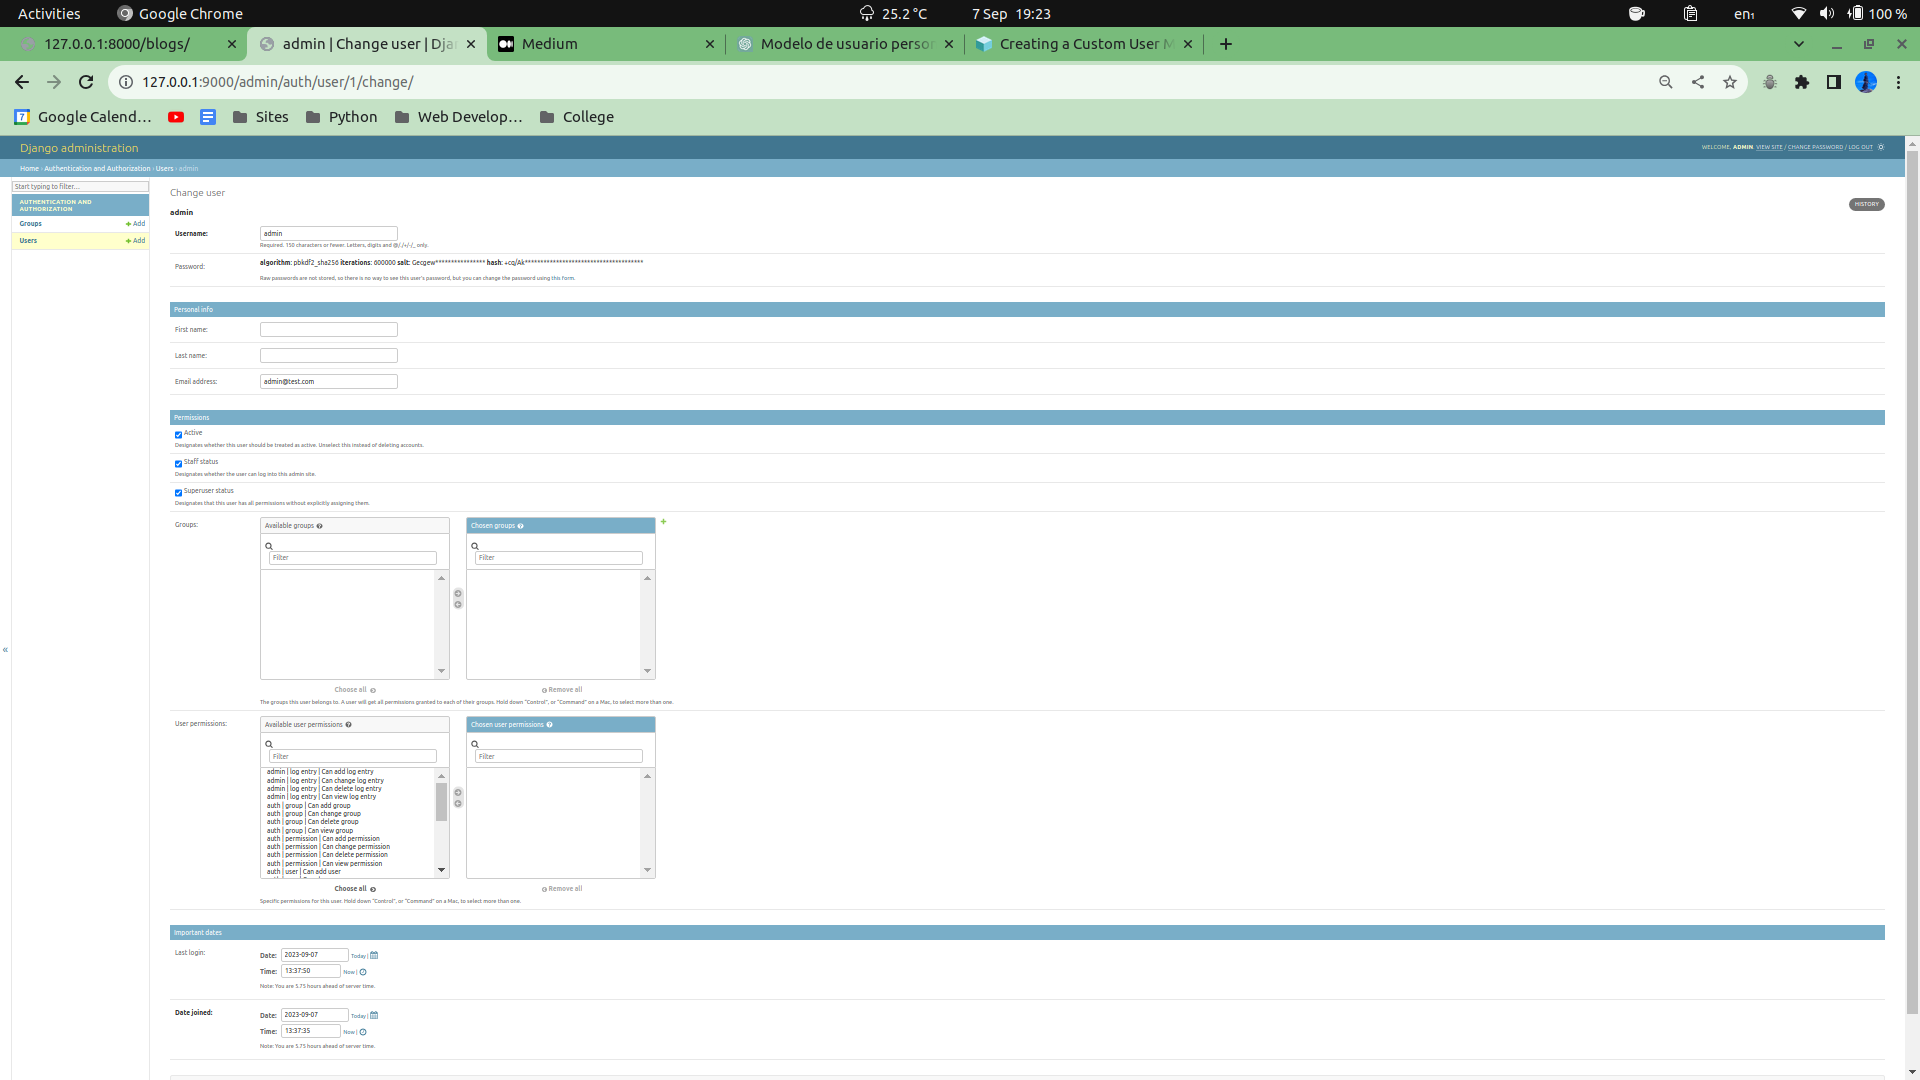 Activities
Google Chrome
25.2 °C
7 Sep 19:23
en₁
100 %
127.0.0.1:8000/blogs/
admin | Change user | Dja
Medium
Modelo de usuario perso
Creating a Custom User M
127.0.0.1:9000/admin/auth/user/1/change/
7
Google Calend...
Sites
Python
Web Develop...
College
Django administration
WELCOME, ADMIN. VIEW SITE / CHANGE PASSWORD / LOG OUT
Home › Authentication and Authorization › Users › admin
Start typing to filter...
AUTHENTICATION AND
AUTHORIZATION
Groups
+ Add
Users
+ Add
«
Change user
admin
HISTORY
Username:
admin
Required. 150 characters or fewer. Letters, digits and @/./+/-/_ only.
Password:
algorithm: pbkdf2_sha256 iterations: 600000 salt: Gecgew**************** hash: +cq/Ak**************************************
Raw passwords are not stored, so there is no way to see this user's password, but you can change the password using this form.
Personal info
First name:
Last name:
Email address:
admin@test.com
Permissions
Active
Designates whether this user should be treated as active. Unselect this instead of deleting accounts.
Staff status
Designates whether the user can log into this admin site.
Superuser status
Designates that this user has all permissions without explicitly assigning them.
Groups:
Available groups
Chosen groups
Filter
Filter
Choose all
Remove all
The groups this user belongs to. A user will get all permissions granted to each of their groups. Hold down "Control", or "Command" on a Mac, to select more than one.
User permissions:
Available user permissions
Chosen user permissions
Filter
Filter
admin | log entry | Can add log entry
admin | log entry | Can change log entry
admin | log entry | Can delete log entry
admin | log entry | Can view log entry
auth | group | Can add group
auth | group | Can change group
auth | group | Can delete group
auth | group | Can view group
auth | permission | Can add permission
auth | permission | Can change permission
auth | permission | Can delete permission
auth | permission | Can view permission
auth | user | Can add user
Choose all
Remove all
Specific permissions for this user. Hold down "Control", or "Command" on a Mac, to select more than one.
Important dates
Last login:
Date: 2023-09-07 Today |
Time: 13:37:50 Now |
Note: You are 5.75 hours ahead of server time.
Date joined:
Date: 2023-09-07 Today |
Time: 13:37:35 Now |
Note: You are 5.75 hours ahead of server time.